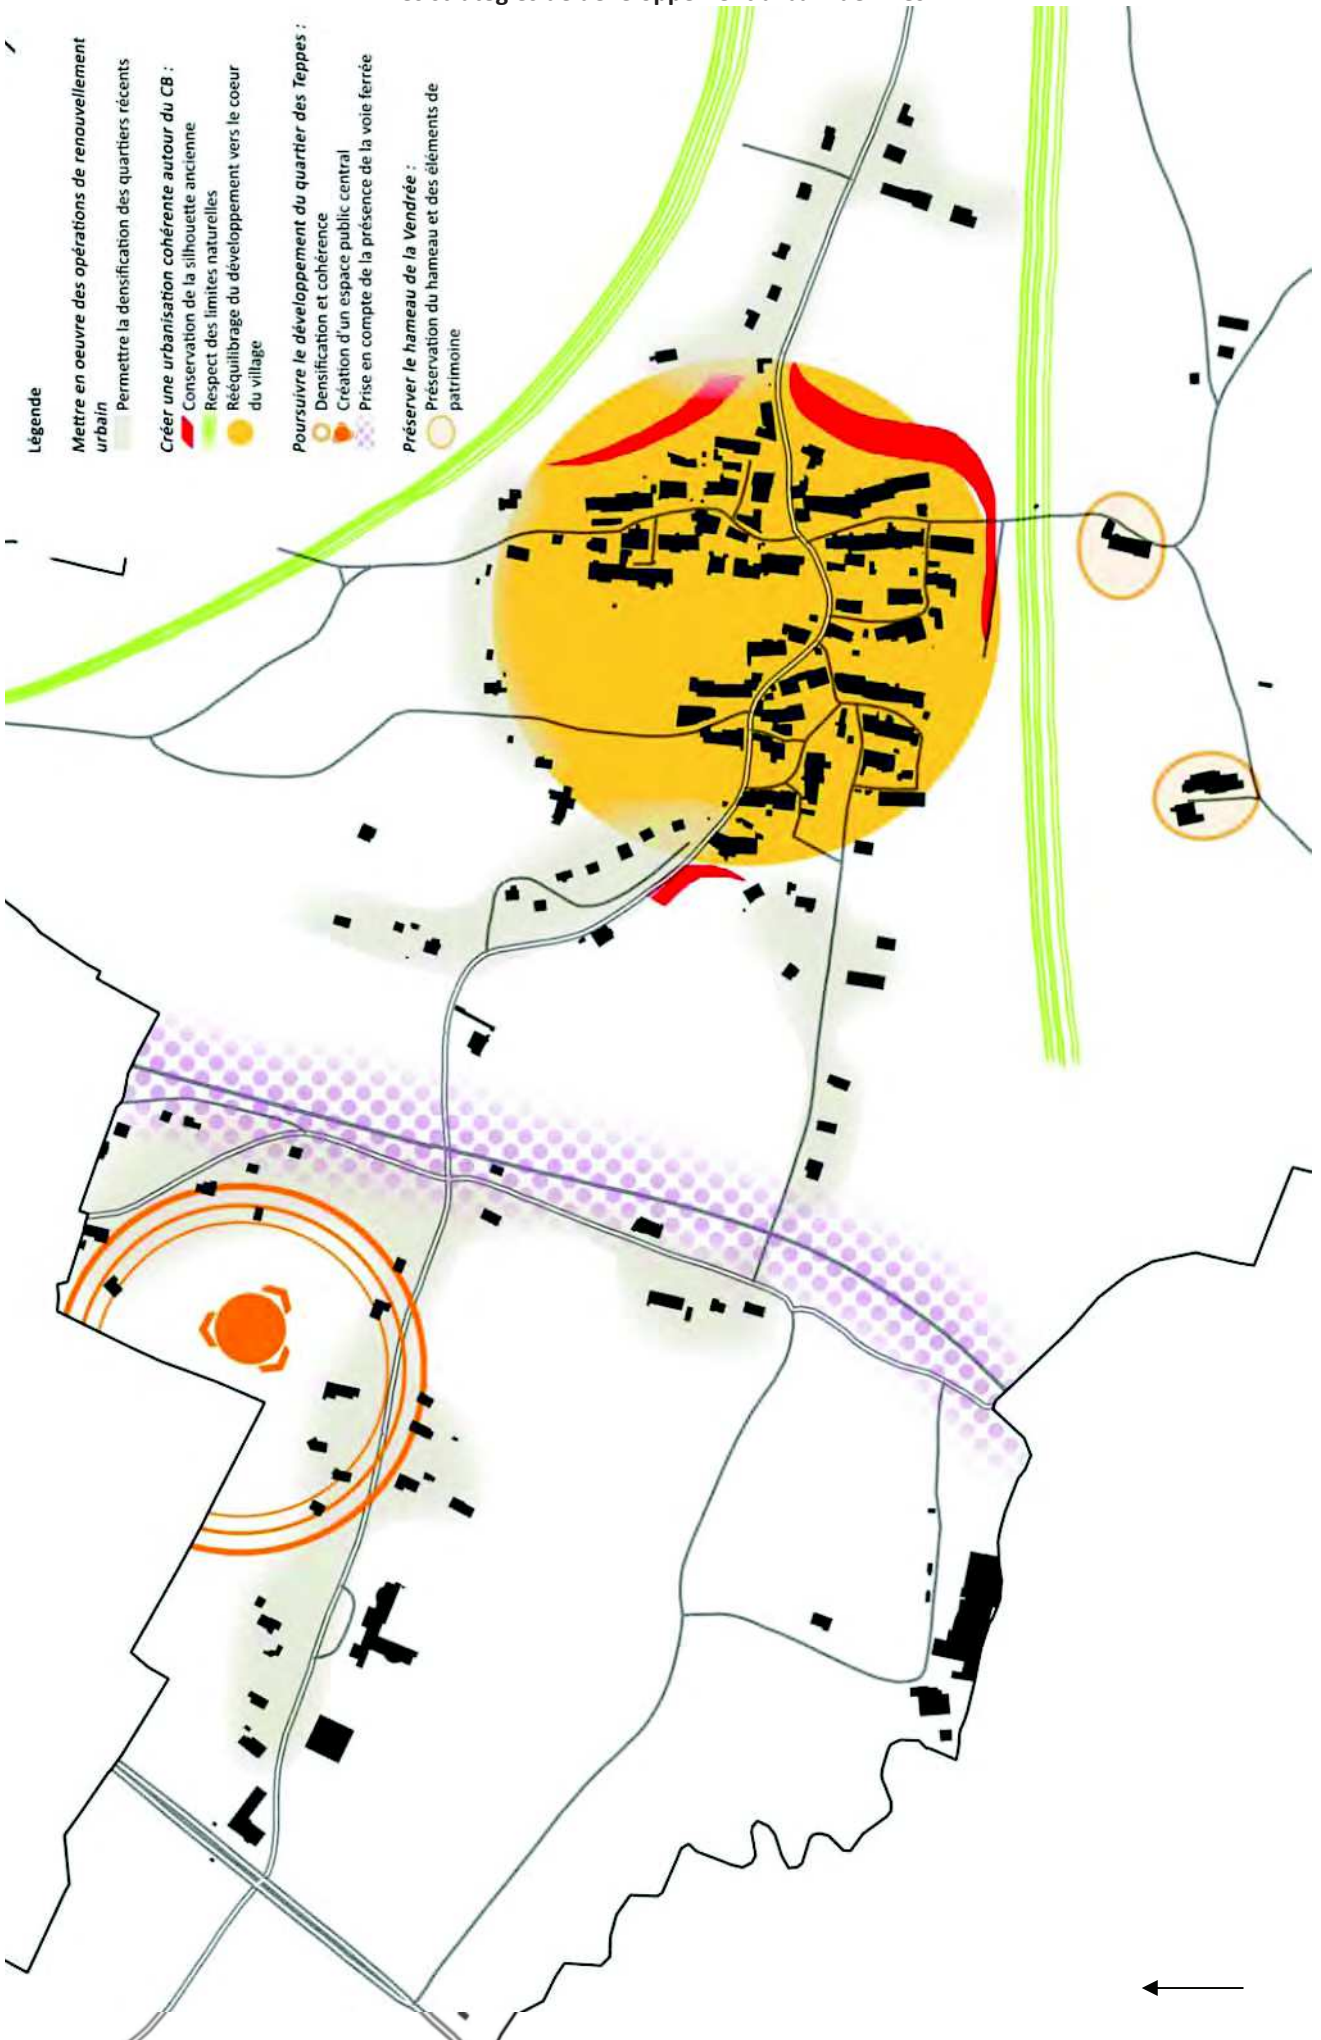 Légende
Mettre en oeuvre des opérations de renouvellement
urbain
Permettre la densification des quartiers récents
Créer une urbanisation cohérente autour du CB :
Conservation de la silhouette ancienne
Respect des limites naturelles
Rééquilibrage du développement vers le coeur
du village
Poursuivre le développement du quartier des Teppes :
Densification et cohérence
Création d'un espace public central
Prise en compte de la présence de la voie ferrée
Préserver le hameau de la Vendrée :
Préservation du hameau et des éléments de
patrimoine